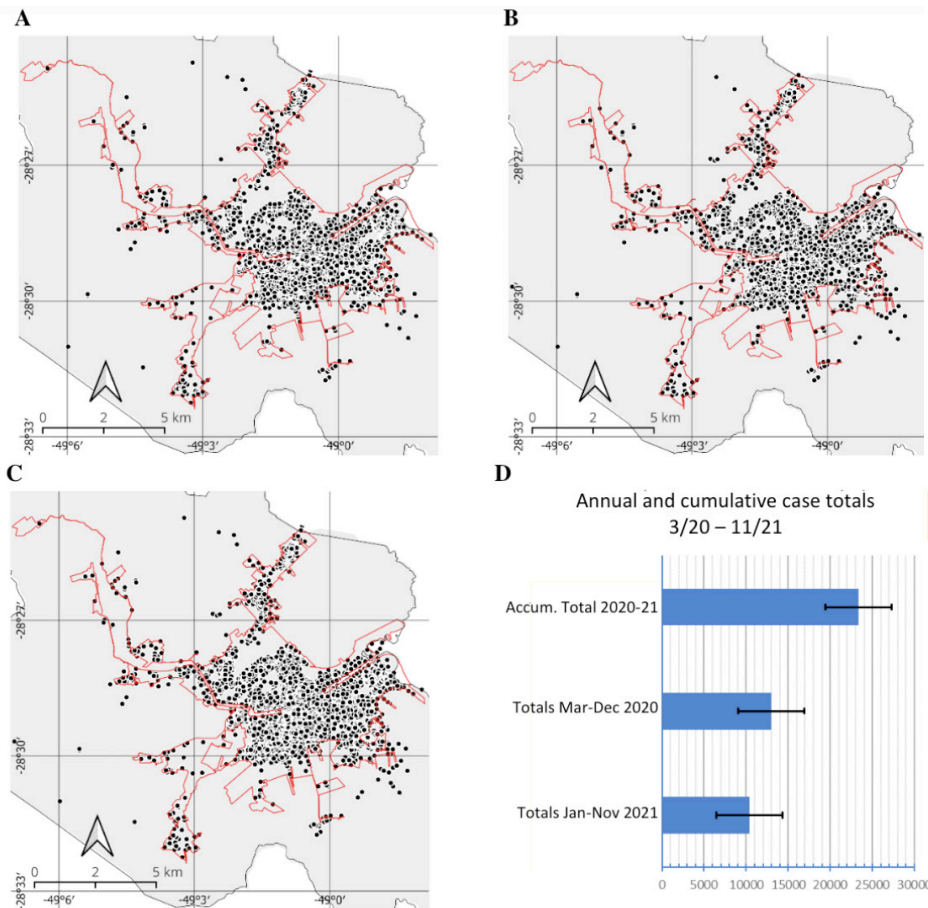 A
-28°27'
-28°30'
-28°33'
0 2 5 km
-49°6' -49°3' -49°0'
B
-28°27'
-28°30'
-28°33'
0 2 5 km
-49°6' -49°3' -49°0'
C
-28°27'
-28°30'
-28°33'
0 2 5 km
-49°6' -49°3' -49°0'
D
Annual and cumulative case totals
3/20 – 11/21
Accum. Total 2020-21
Totals Mar-Dec 2020
Totals Jan-Nov 2021
0 5000 10000 15000 20000 25000 30000